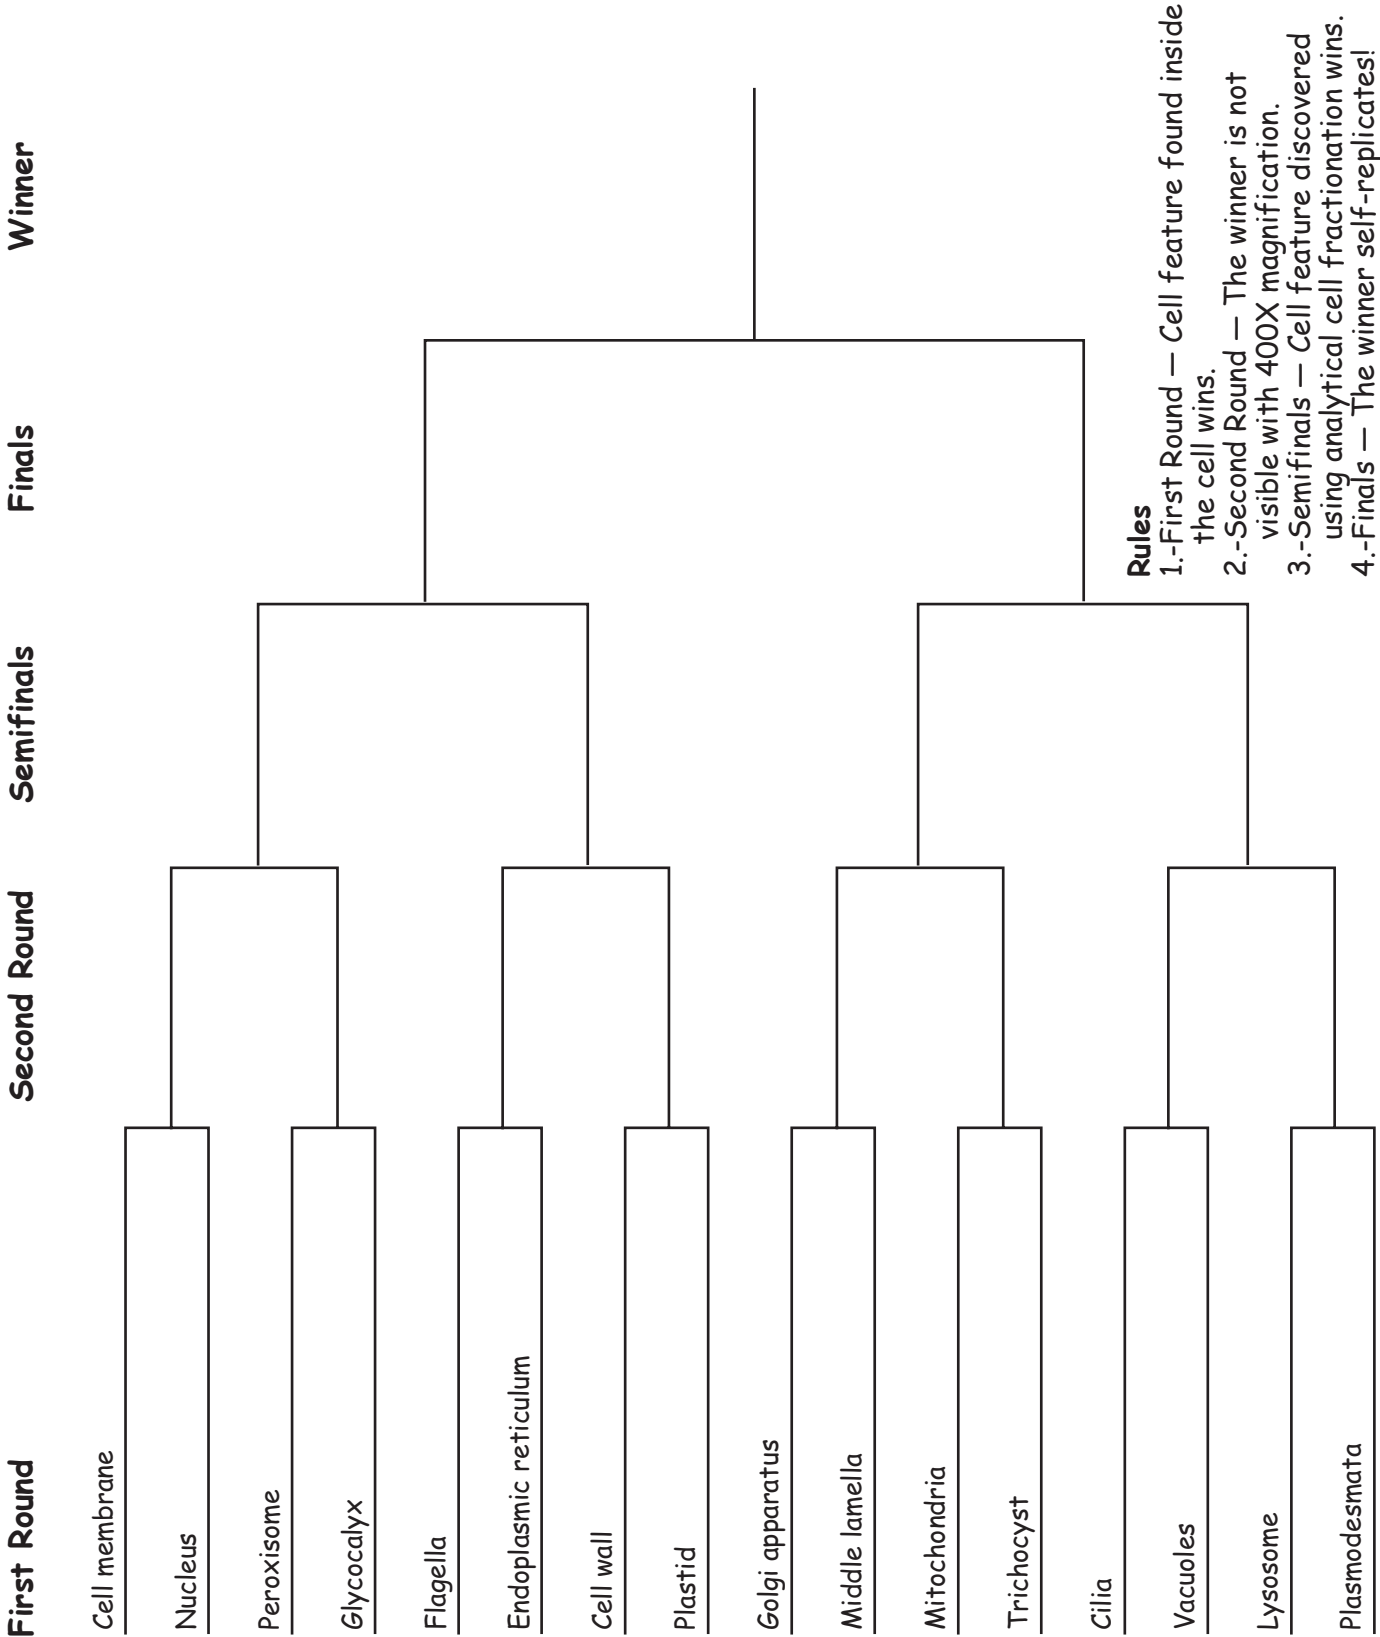 First Round
Second Round
Semifinals
Finals
Winner
Cell membrane
Nucleus
Peroxisome
Glycocalyx
Flagella
Endoplasmic reticulum
Cell wall
Plastid
Golgi apparatus
Middle lamella
Mitochondria
Trichocyst
Cilia
Vacuoles
Lysosome
Plasmodesmata
Rules
1.-First Round — Cell feature found inside
the cell wins.
2.-Second Round — The winner is not
visible with 400X magnification.
3.-Semifinals — Cell feature discovered
using analytical cell fractionation wins.
4.-Finals — The winner self-replicates!